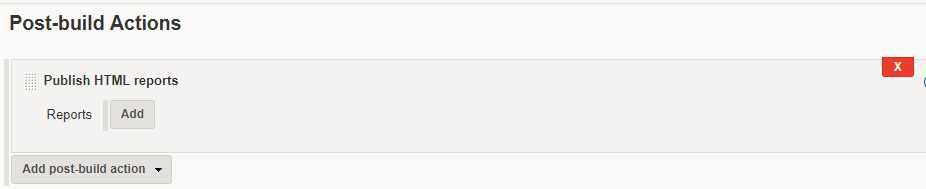 Post-build Actions
X
Publish HTML reports
Reports Add
Add post-build action